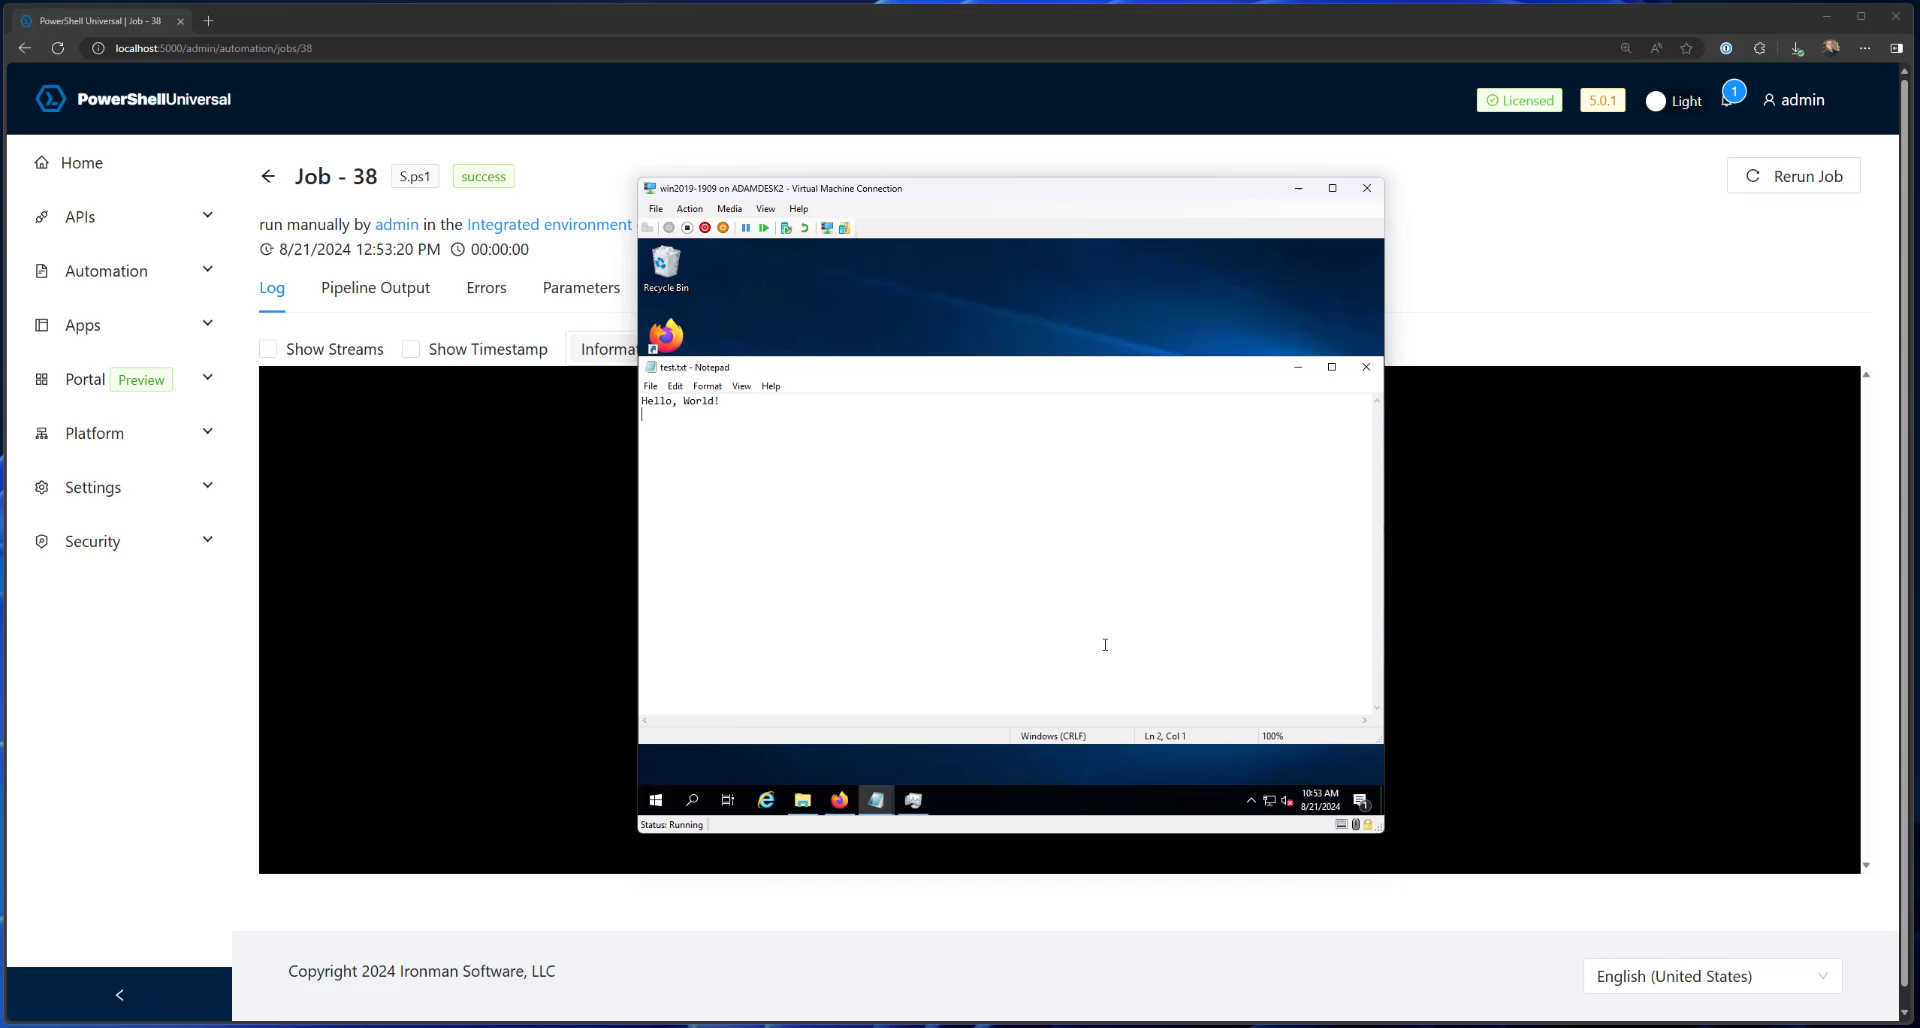 PowerShell Universal | Job - 38
localhost:5000/admin/automation/jobs/38
PowerShellUniversal
Licensed
5.0.1
Light
1
admin
Home
APIs
Automation
Apps
Portal Preview
Platform
Settings
Security
Job - 38
S.ps1
success
Rerun Job
run manually by admin in the Integrated environment
8/21/2024 12:53:20 PM 00:00:00
Log
Pipeline Output
Errors
Parameters
Show Streams
Show Timestamp
win2019-1909 on ADAMDESK2 - Virtual Machine Connection
File Action Media View Help
Recycle Bin
test.txt - Notepad
File Edit Format View Help
Hello, World!
Windows (CRLF)
Ln 2, Col 1
100%
10:53 AM
8/21/2024
1
Status: Running
Copyright 2024 Ironman Software, LLC
English (United States)